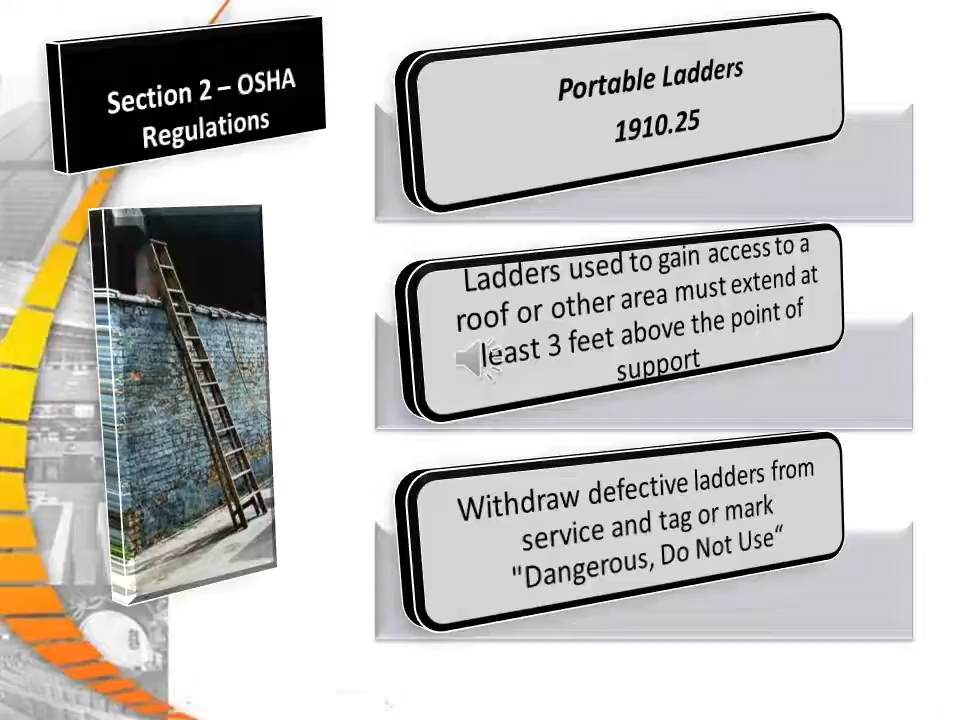 Section 2 – OSHA
Regulations
Portable Ladders
1910.25
Ladders used to gain access to a
roof or other area must extend at
least 3 feet above the point of
support
Withdraw defective ladders from
service and tag or mark
"Dangerous, Do Not Use“